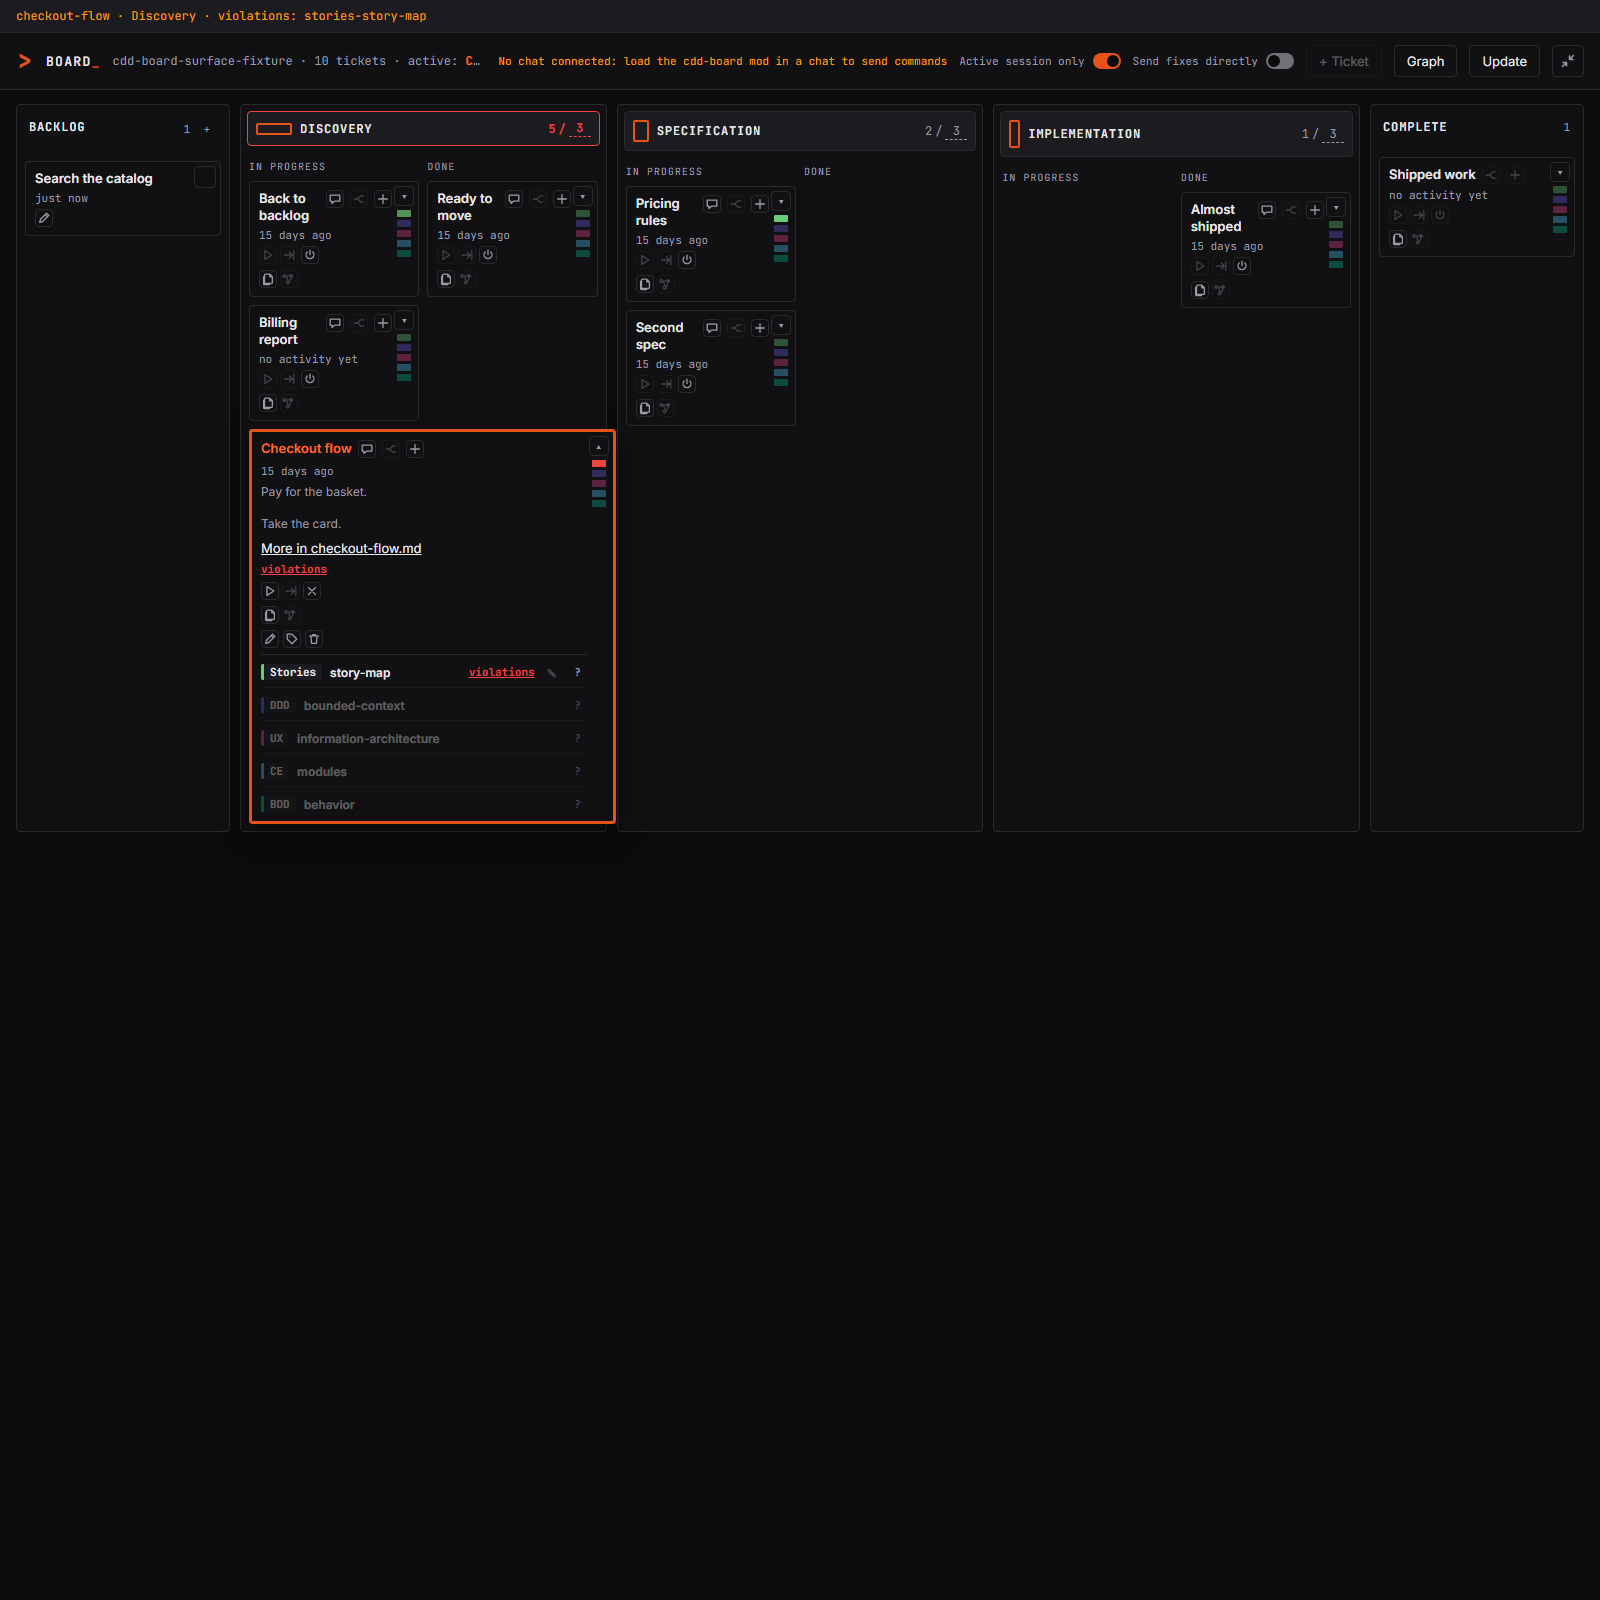 checkout-flow · Discovery · violations: stories-story-map
> BOARD_ cdd-board-surface-fixture · 10 tickets · active: C… No chat connected: load the cdd-board mod in a chat to send commands Active session only Send fixes directly + Ticket Graph Update
BACKLOG 1 +
Search the catalog
just now
DISCOVERY 5 / 3
IN PROGRESS DONE
Back to backlog
15 days ago
Ready to move
15 days ago
Billing report
no activity yet
Checkout flow
15 days ago
Pay for the basket.
Take the card.
More in checkout-flow.md
violations
Stories story-map violations ?
DDD bounded-context ?
UX information-architecture ?
CE modules ?
BDD behavior ?
SPECIFICATION 2 / 3
IN PROGRESS DONE
Pricing rules
15 days ago
Second spec
15 days ago
IMPLEMENTATION 1 / 3
IN PROGRESS DONE
Almost shipped
15 days ago
COMPLETE 1
Shipped work
no activity yet